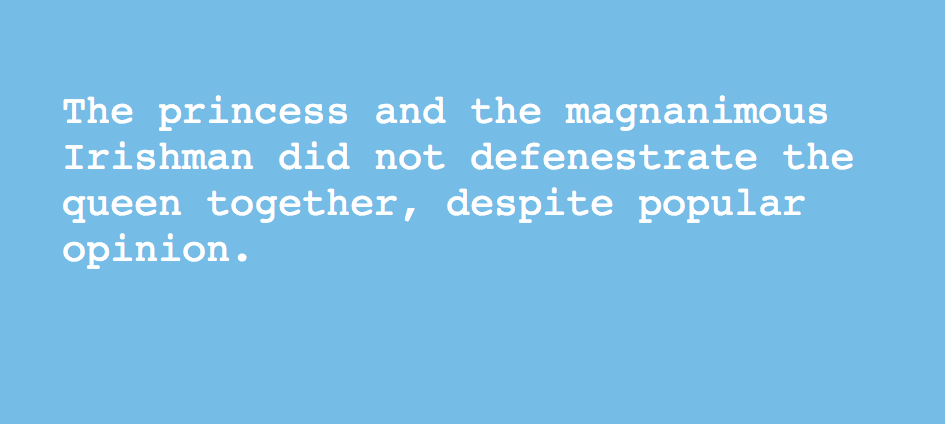 The princess and the magnanimous
Irishman did not defenestrate the
queen together, despite popular
opinion.